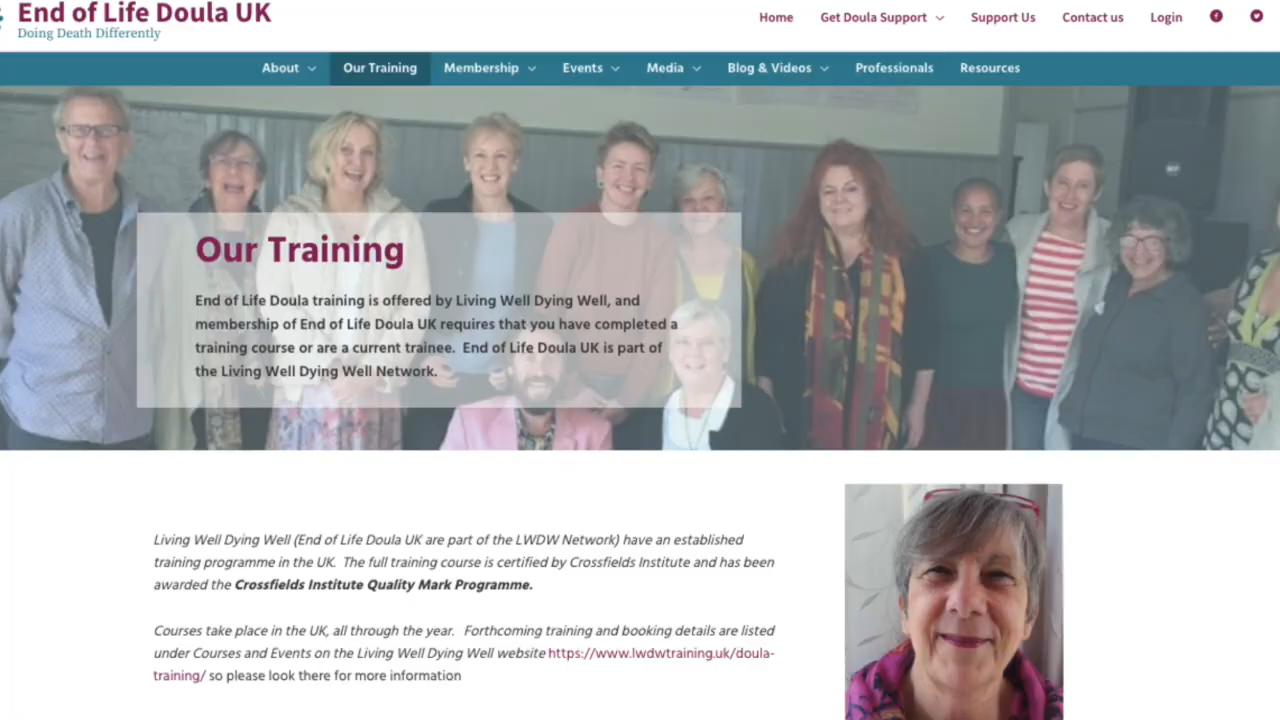 End of Life Doula UK
Doing Death Differently
Home Get Doula Support Support Us Contact us Login
About Our Training Membership Events Media Blog & Videos Professionals Resources
Our Training
End of Life Doula training is offered by Living Well Dying Well, and
membership of End of Life Doula UK requires that you have completed a
training course or are a current trainee. End of Life Doula UK is part of
the Living Well Dying Well Network.
Living Well Dying Well (End of Life Doula UK are part of the LWDW Network) have an established
training programme in the UK. The full training course is certified by Crossfields Institute and has been
awarded the Crossfields Institute Quality Mark Programme.
Courses take place in the UK, all through the year. Forthcoming training and booking details are listed
under Courses and Events on the Living Well Dying Well website https://www.lwdwtraining.uk/doula-
training/ so please look there for more information